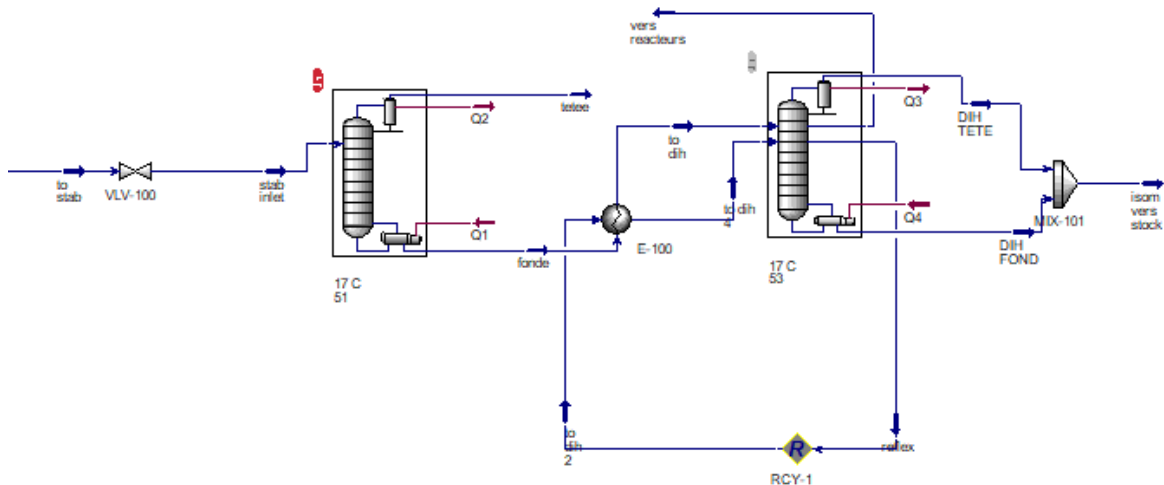 vers
reacteurs
Q2
tetee
Q3
DIH
TETE
to
dih
to
stab
VLV-100
stab
inlet
to dih
4
Q1
E-100
Q4
MIX-101
isom
vers
stock
fonde
DIH
FOND
17 C
51
17 C
53
to
dih
2
R
reflex
RCY-1